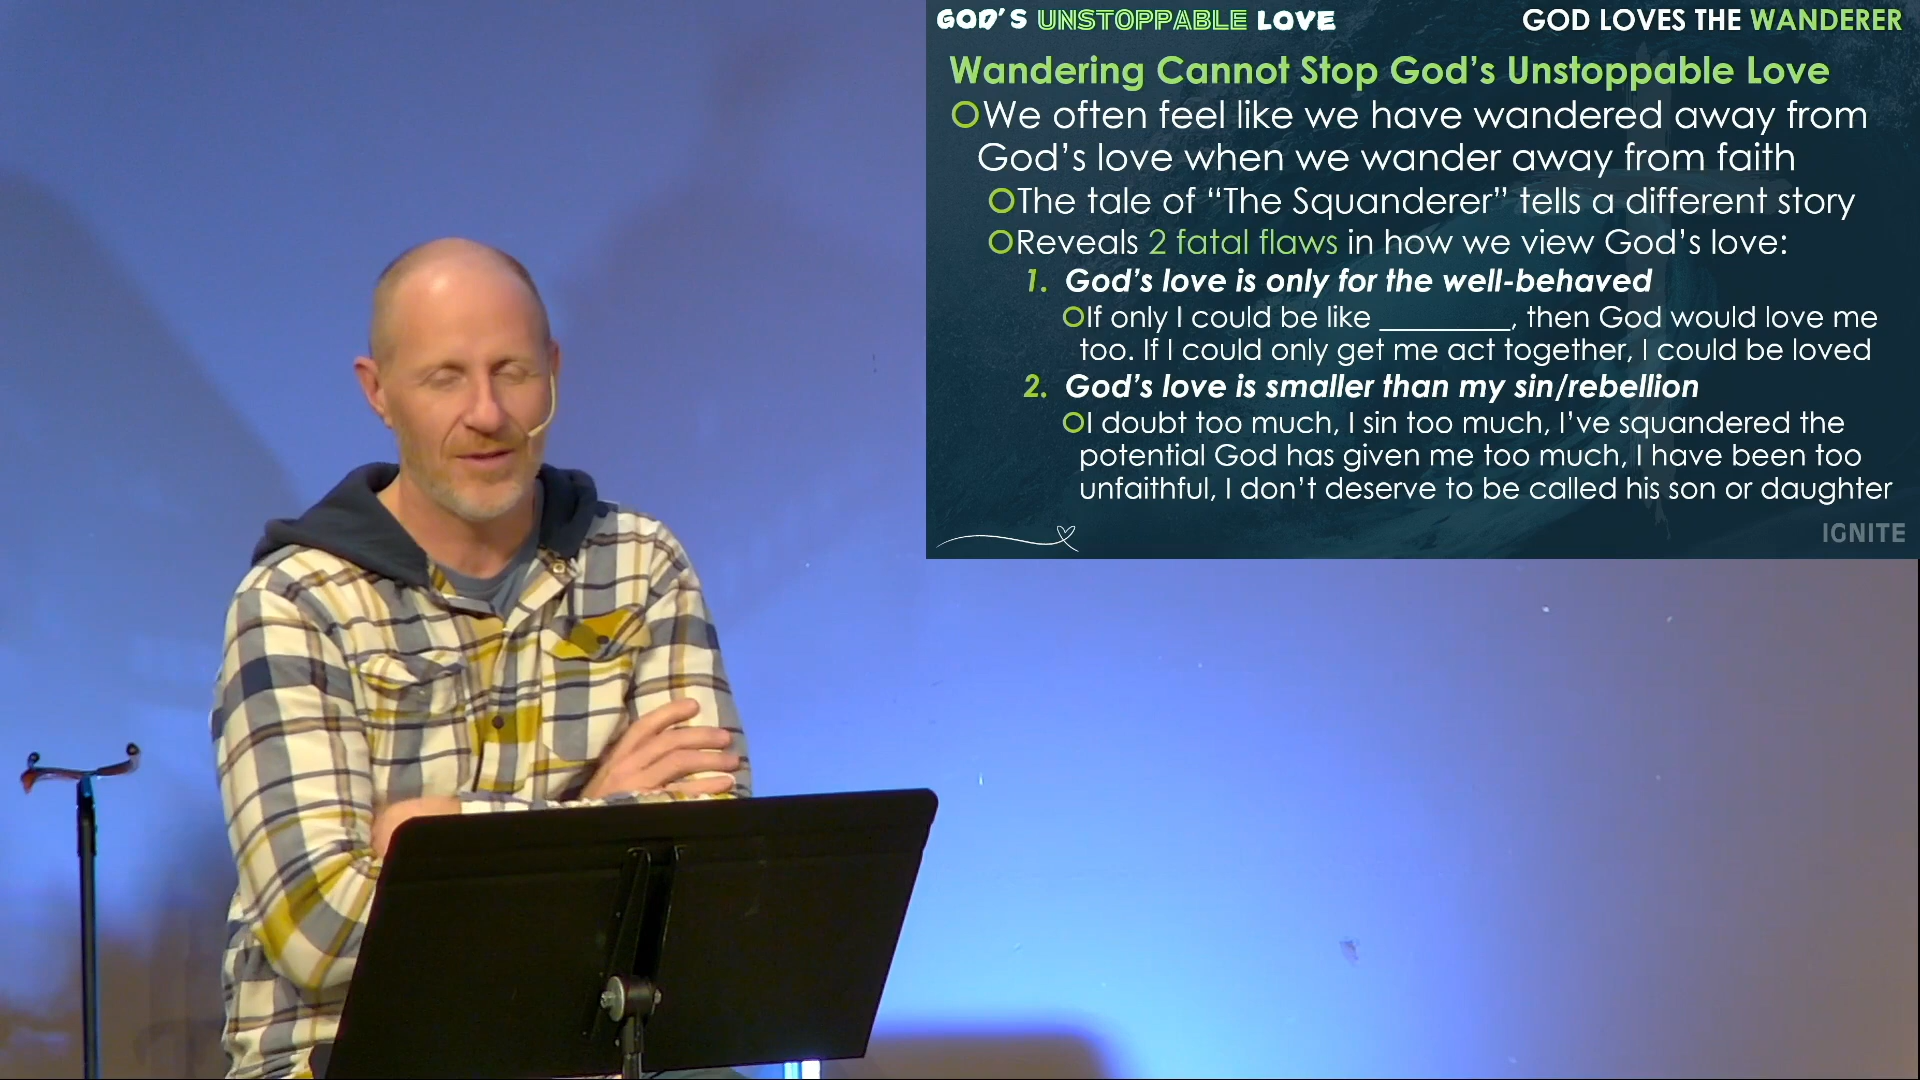 GOD'S UNSTOPPABLE LOVE
GOD LOVES THE WANDERER
Wandering Cannot Stop God's Unstoppable Love
We often feel like we have wandered away from
God's love when we wander away from faith
The tale of “The Squanderer” tells a different story
Reveals 2 fatal flaws in how we view God's love:
1. God's love is only for the well-behaved
If only I could be like ________, then God would love me
too. If I could only get me act together, I could be loved
2. God's love is smaller than my sin/rebellion
I doubt too much, I sin too much, I've squandered the
potential God has given me too much, I have been too
unfaithful, I don't deserve to be called his son or daughter
IGNITE